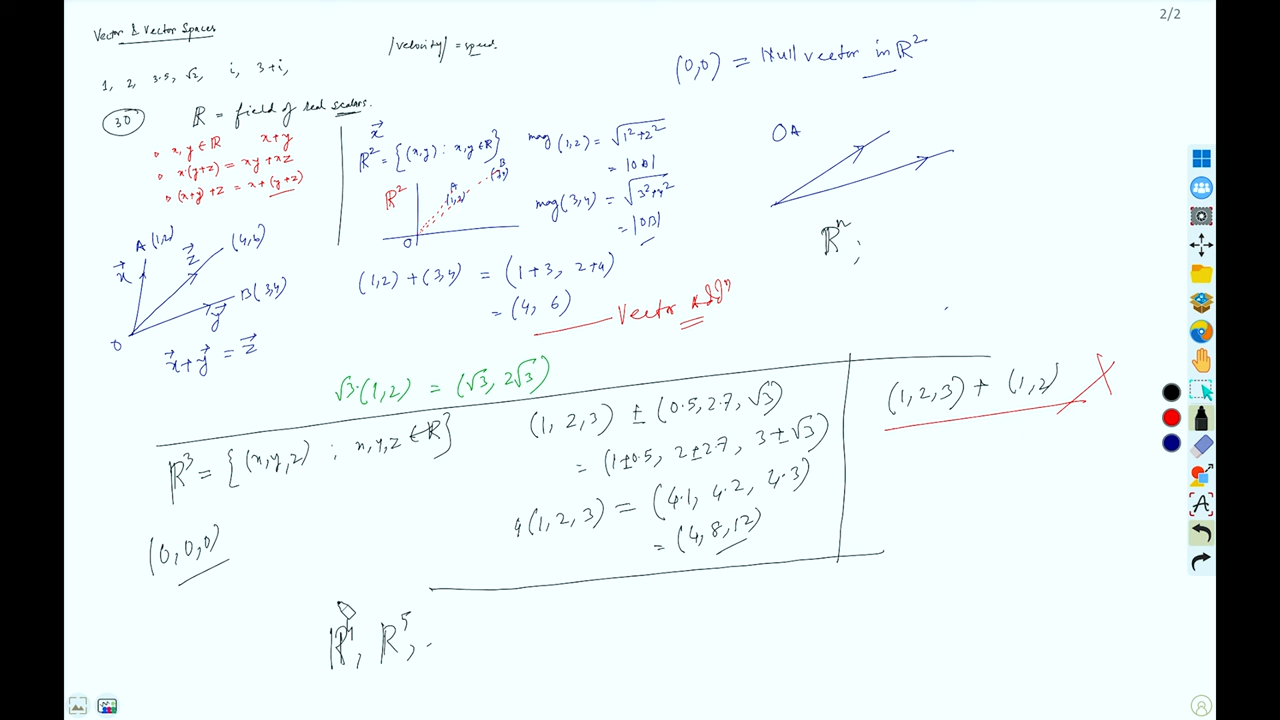 2/2
Vector & Vector Spaces
|velocity| = speed.
(0,0) = Null vector in ℝ²
1, 2, 3.5, √2, i, 3+i,
30 ℝ = field of real scalars.
x, y ∈ ℝ x+y
x·(y+z) = xy + xz
(x+y)+z = x+(y+z)
x⃗
ℝ² = {(x,y) : x,y ∈ ℝ}
ℝ²
A
(1,2)
B
O
mag (1,2) = √1²+2²
mag (3,4) = √3²+4²
= |OB|
OA
ℝⁿ;
A (1,2)
(4,6)
x⃗
z⃗
B(3,4)
y⃗
O
x⃗+y⃗ = z⃗
(1,2) + (3,4) = (1+3, 2+4)
= (4, 6)
Vector Addⁿ
√3·(1,2) = (√3, 2√3)
ℝ³ = {(x,y,z) ; x,y,z ∈ ℝ}
(0,0,0)
(1, 2, 3) ± (0.5, 2.7, √3)
= (1±0.5, 2±2.7, 3±√3)
4(1, 2, 3) = (4·1, 4·2, 4·3)
= (4, 8, 12)
(1,2,3) + (1,2) X
ℝ⁴, ℝ⁵, .
A